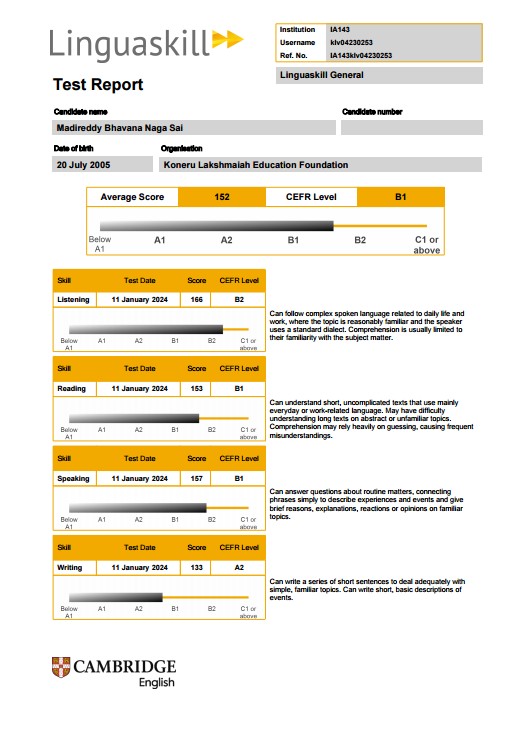 Linguaskill
Institution IA143
Username klv04230253
Ref. No. IA143klv04230253
Linguaskill General
Test Report
Candidate name Candidate number
Madireddy Bhavana Naga Sai
Date of birth Organisation
20 July 2005 Koneru Lakshmaiah Education Foundation
Average Score 152 CEFR Level B1
Below A1 A1 A2 B1 B2 C1 or above
Skill Test Date Score CEFR Level
Listening 11 January 2024 166 B2
Below A1 A1 A2 B1 B2 C1 or above
Can follow complex spoken language related to daily life and
work, where the topic is reasonably familiar and the speaker
uses a standard dialect. Comprehension is usually limited to
their familiarity with the subject matter.
Skill Test Date Score CEFR Level
Reading 11 January 2024 153 B1
Below A1 A1 A2 B1 B2 C1 or above
Can understand short, uncomplicated texts that use mainly
everyday or work-related language. May have difficulty
understanding long texts on abstract or unfamiliar topics.
Comprehension may rely heavily on guessing, causing frequent
misunderstandings.
Skill Test Date Score CEFR Level
Speaking 11 January 2024 157 B1
Below A1 A1 A2 B1 B2 C1 or above
Can answer questions about routine matters, connecting
phrases simply to describe experiences and events and give
brief reasons, explanations, reactions or opinions on familiar
topics.
Skill Test Date Score CEFR Level
Writing 11 January 2024 133 A2
Below A1 A1 A2 B1 B2 C1 or above
Can write a series of short sentences to deal adequately with
simple, familiar topics. Can write short, basic descriptions of
events.
CAMBRIDGE
English